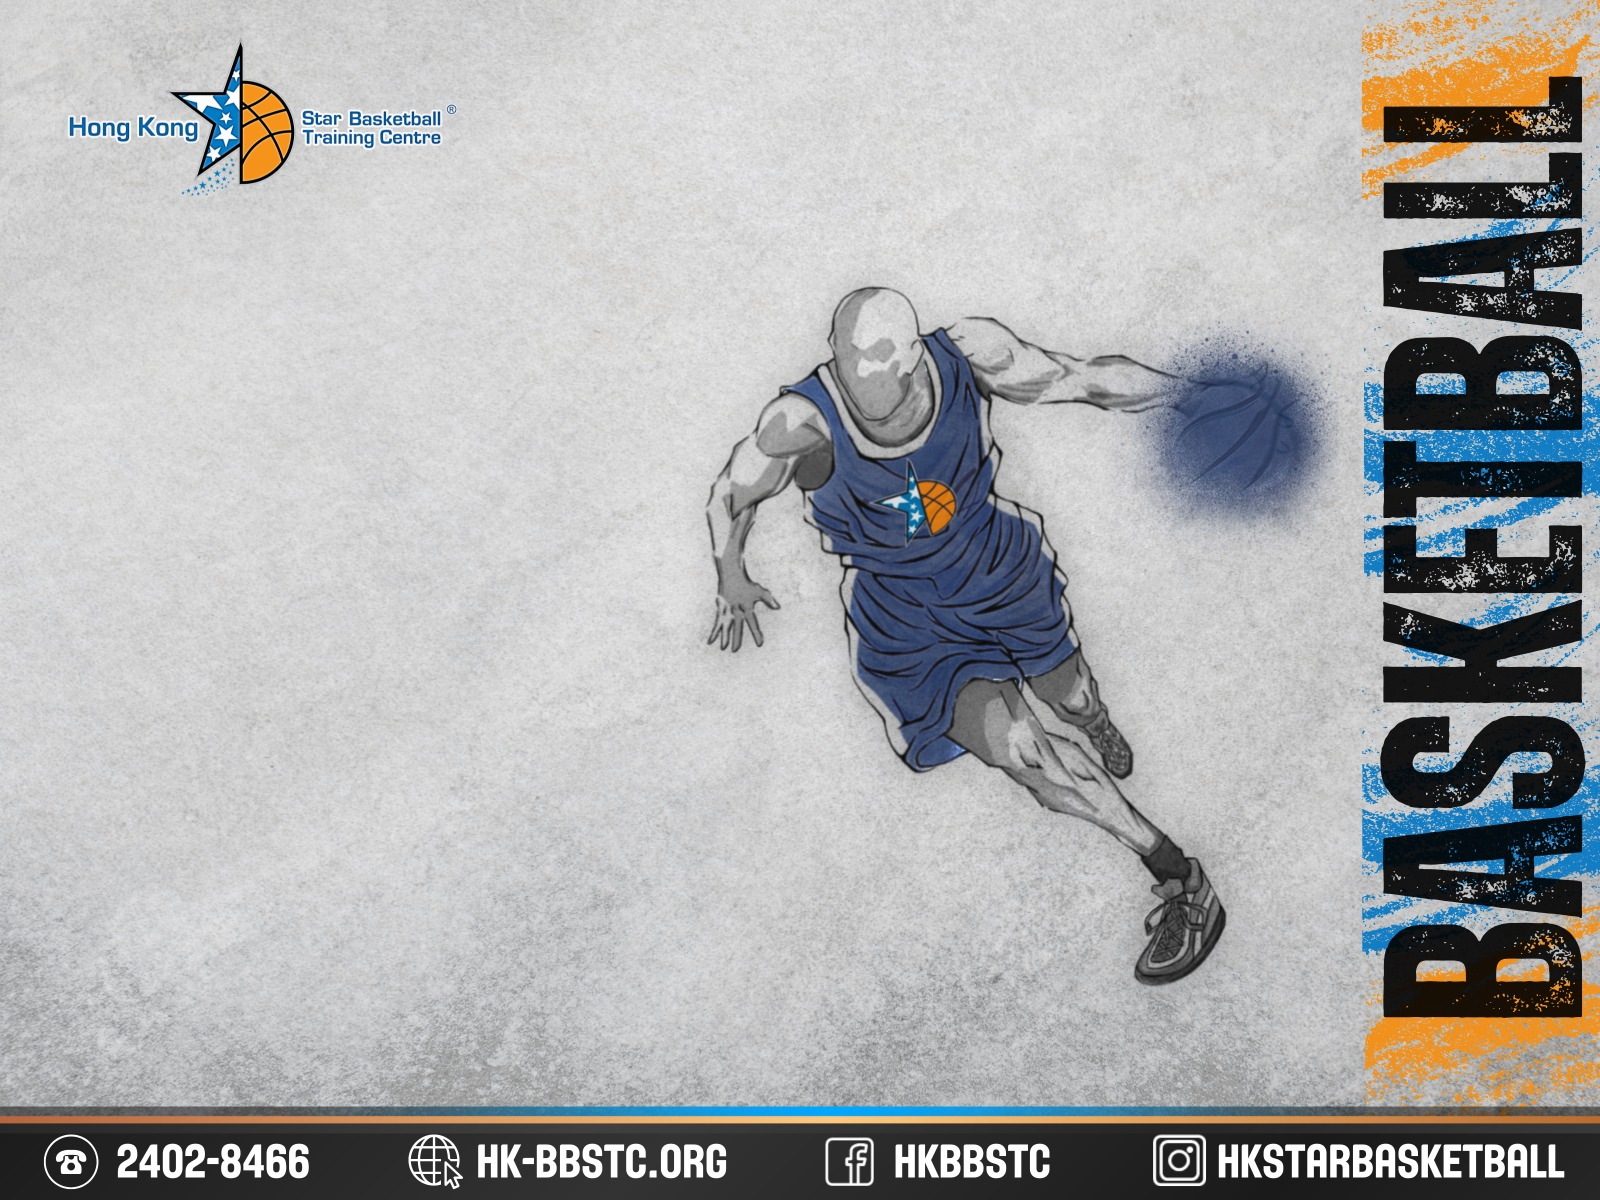 Hong Kong
Star Basketball ®
Training Centre
BASKETBALL
2402-8466
HK-BBSTC.ORG
HKBBSTC
HKSTARBASKETBALL